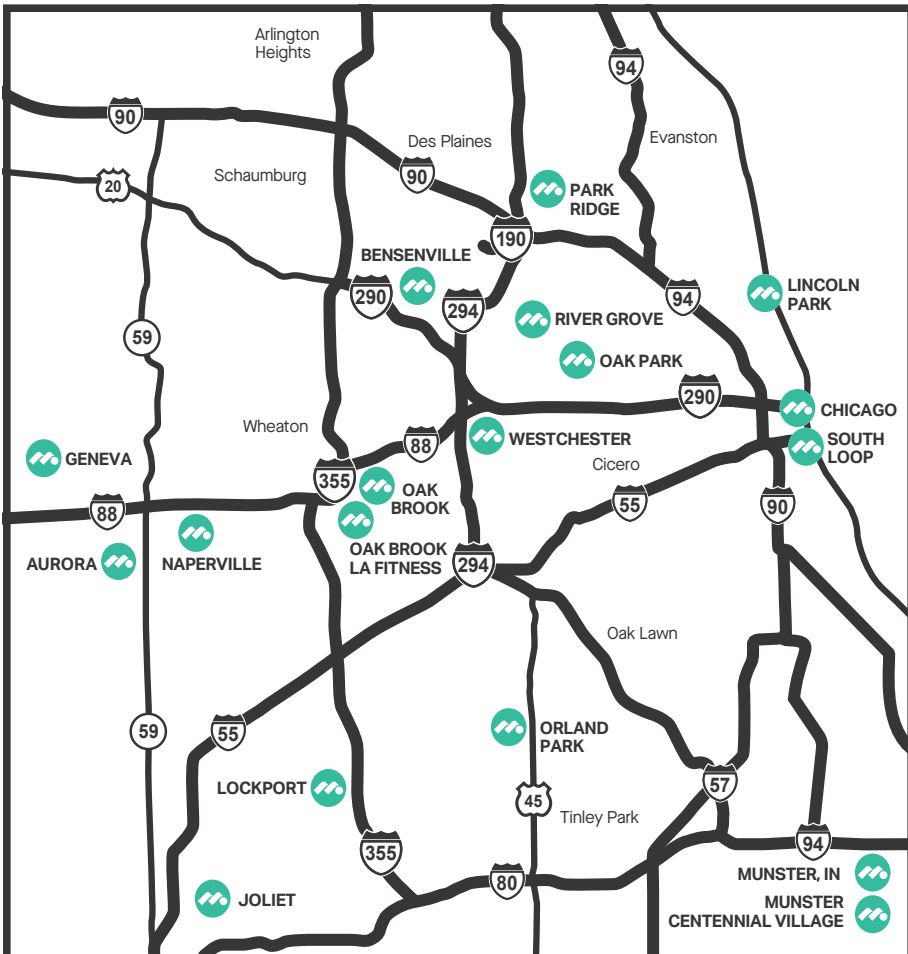 Arlington
Heights
94
90
Des Plaines
Evanston
Schaumburg
90
20
PARK
RIDGE
190
BENSENVILLE
290
294
94
LINCOLN
PARK
RIVER GROVE
59
OAK PARK
290
CHICAGO
Wheaton
88
WESTCHESTER
SOUTH
LOOP
GENEVA
Cicero
355
OAK
BROOK
88
55
90
OAK BROOK
LA FITNESS
AURORA
NAPERVILLE
294
Oak Lawn
59
55
ORLAND
PARK
LOCKPORT
57
45
Tinley Park
355
94
80
MUNSTER, IN
JOLIET
MUNSTER
CENTENNIAL VILLAGE